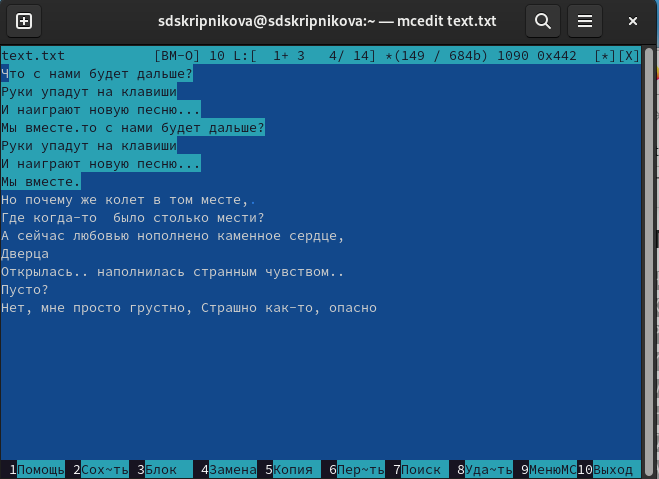 sdskripnikova@sdskripnikova:~ — mcedit text.txt
text.txt [BM-O] 10 L:[ 1+ 3 4/ 14] *(149 / 684b) 1090 0x442 [*][X]
Что с нами будет дальше?
Руки упадут на клавиши
И наиграют новую песню...
Мы вместе.то с нами будет дальше?
Руки упадут на клавиши
И наиграют новую песню...
Мы вместе.
Но почему же колет в том месте,.
Где когда-то  было столько мести?
А сейчас любовью нополнено каменное сердце,
Дверца
Открылась.. наполнилась странным чувством..
Пусто?
Нет, мне просто грустно, Страшно как-то, опасно
1Помощь 2Сох~ть 3Блок 4Замена 5Копия 6Пер~ть 7Поиск 8Уда~ть 9МенюМС 10Выход